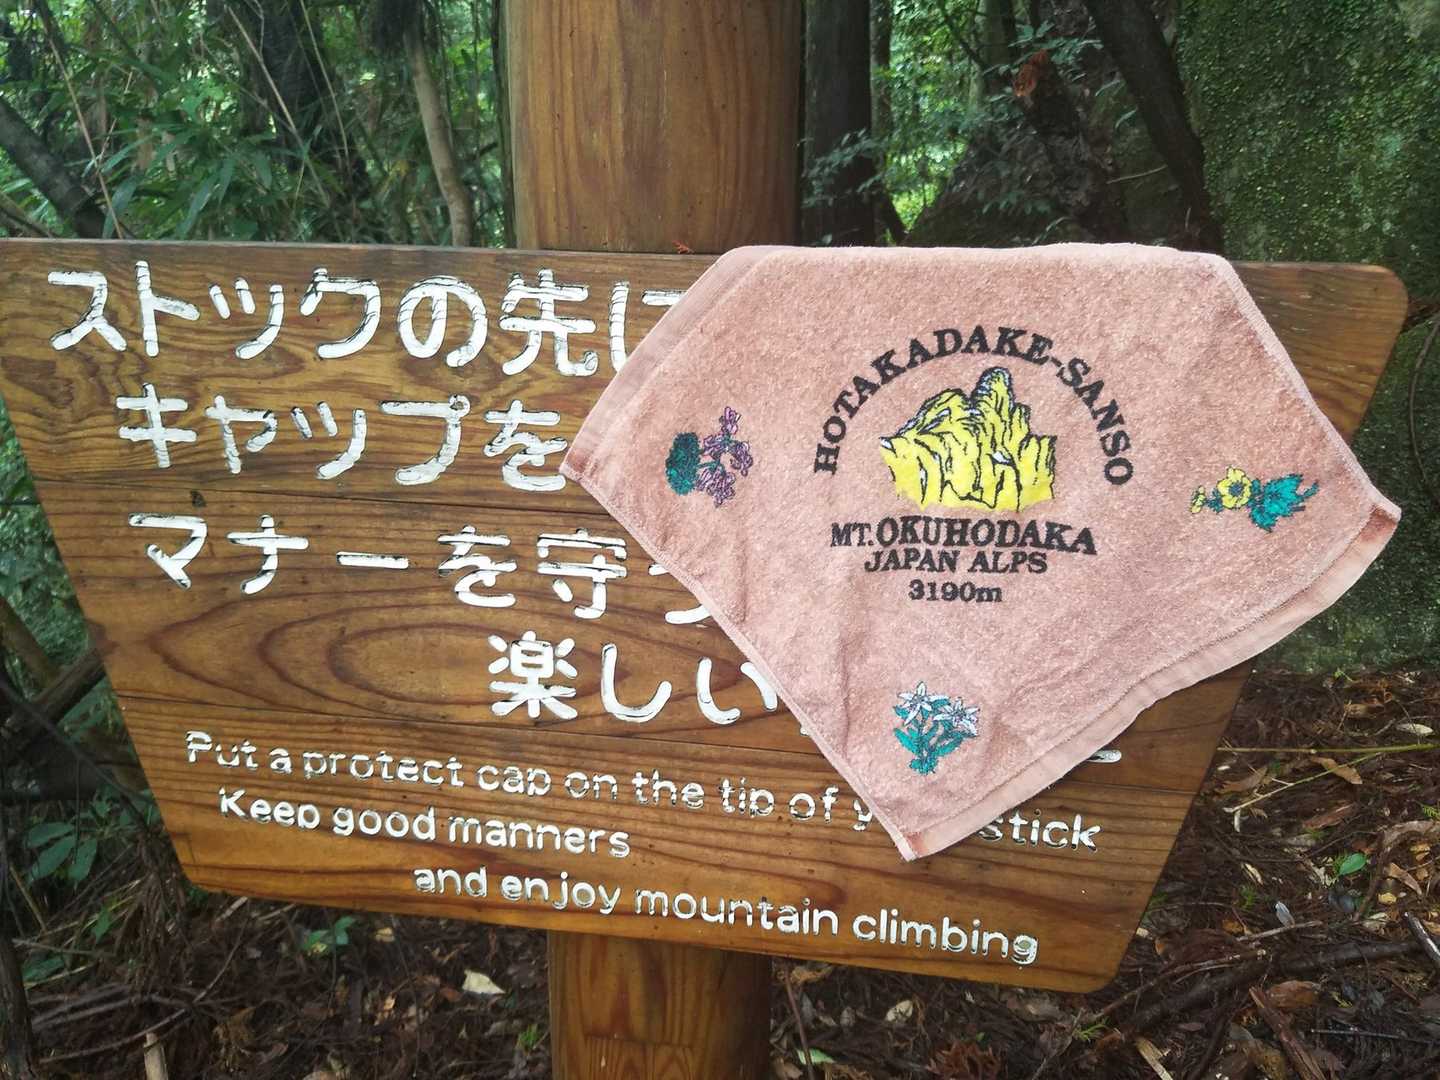 ストックの先に
キャップを
マナーを守
楽しい
Put a protect cap on the tip of y stick
Keep good manners
and enjoy mountain climbing
HOTAKADAKE-SANSO
MT. OKUHODAKA
JAPAN ALPS
3190m